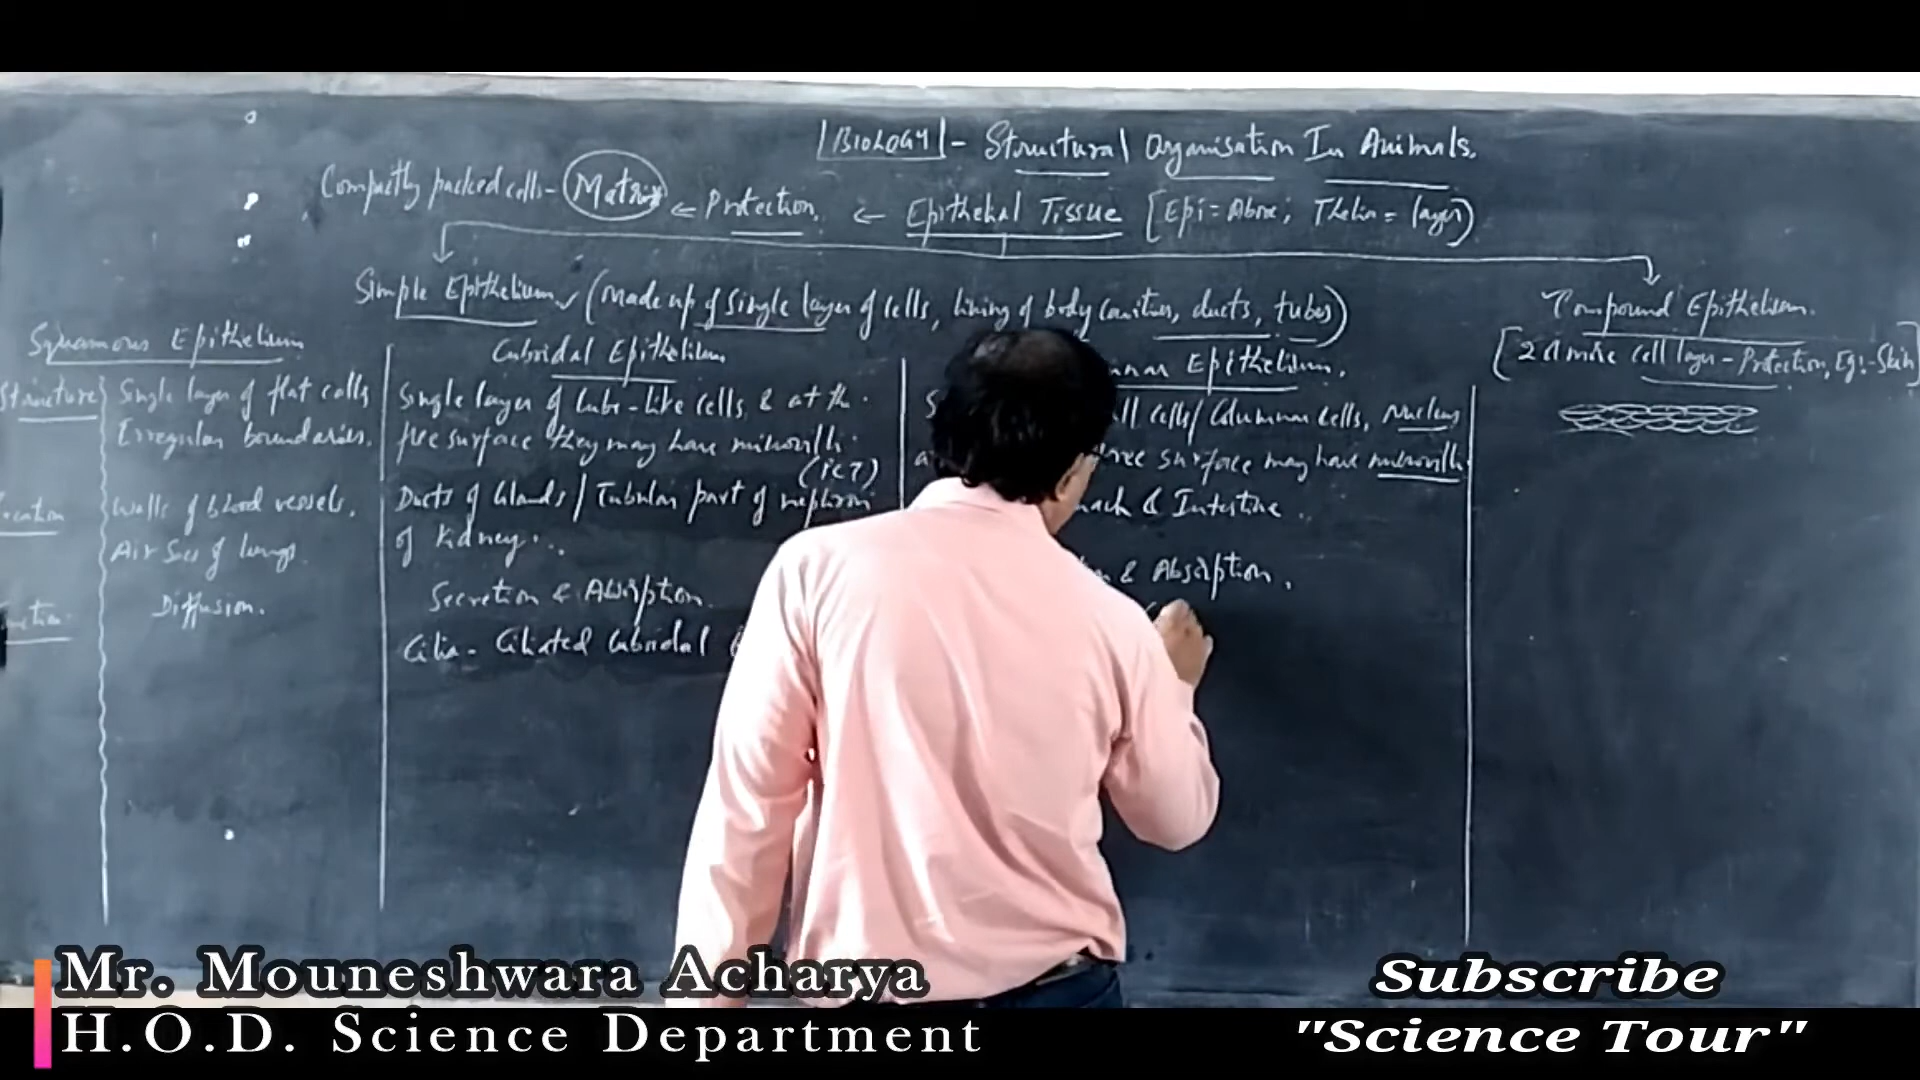 BIOLOGY - Structural Organisation In Animals.
Compactly packed cells - Matrix ← Protection. ← Epithelial Tissue [Epi = Above; Thelia = layer)
Simple Epithelium ✓ (Made up of Single layer of cells, lining of body cavities, ducts, tubes)
Compound Epithelium.
[2 or more cell layer - Protection, Eg:- Skin]
Squamous Epithelium
Structure
Single layer of flat cells
Irregular boundaries.
Walls of blood vessels.
Air Sacs of lungs.
Diffusion.
Cuboidal Epithelium
Single layer of Cube-like cells & at the
free surface they may have microvilli.
(PCT)
Ducts of Glands / Tubular part of nephron
of Kidney...
Secretion & Absorption.
Cilia - Ciliated Cuboidal
Epithelium.
cells/ Columnar cells, Nucleus
surface may have microvilli.
& Intestine.
& Absorption.
Mr. Mouneshwara Acharya
H.O.D. Science Department
Subscribe
"Science Tour"